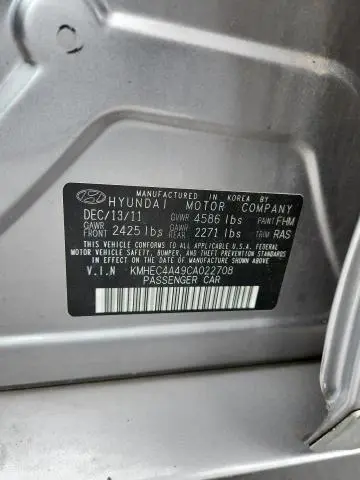 MANUFACTURED IN KOREA BY
HYUNDAI MOTOR COMPANY
DEC/13/11 GVWR 4586 lbs PAINT FHM
GAWR FRONT 2425 lbs GAWR REAR 2271 lbs TRIM RAS
THIS VEHICLE CONFORMS TO ALL APPLICABLE U.S.A. FEDERAL
MOTOR VEHICLE SAFETY, BUMPER, AND THEFT PREVENTION
STANDARDS IN EFFECT ON THE DATE OF MANUFACTURE SHOWN ABOVE.
V.I.N KMHEC4A49CA022708
PASSENGER CAR